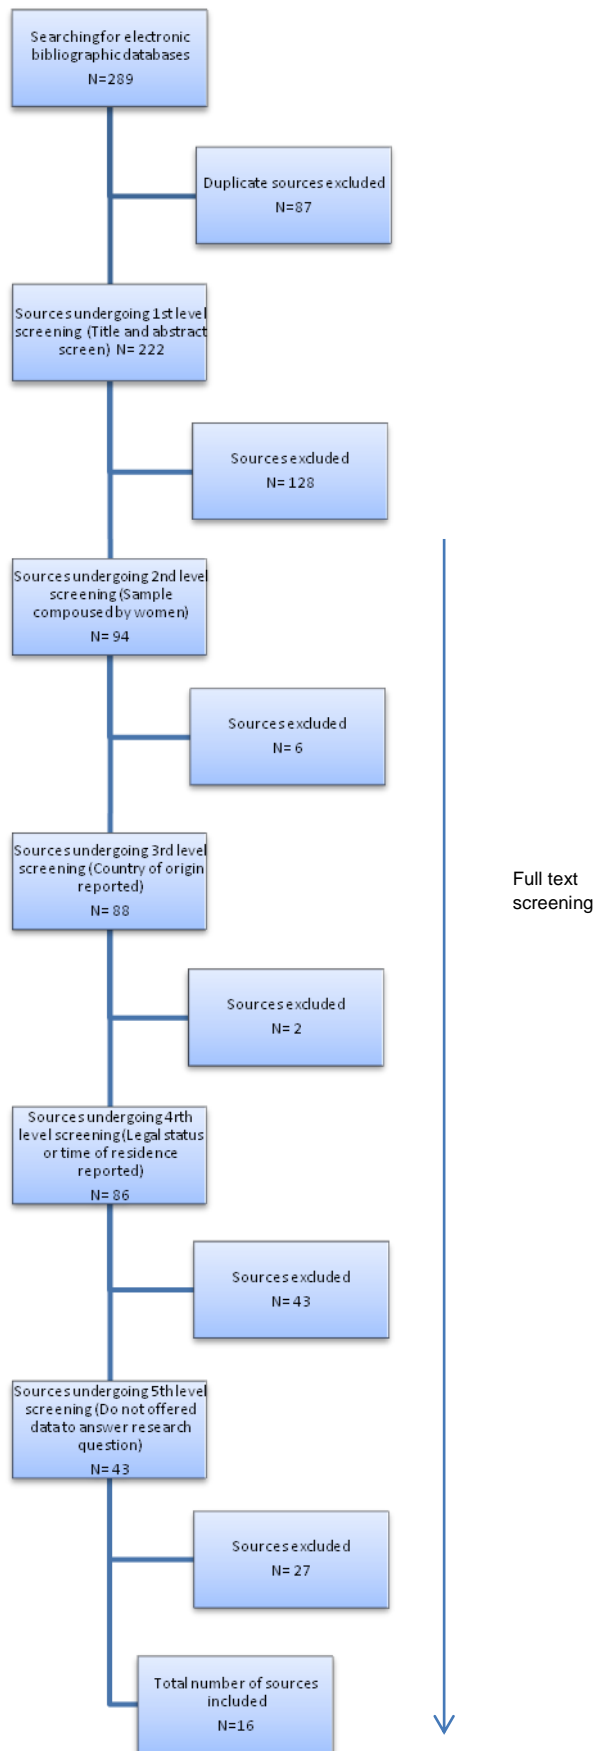 Searching for electronic
bibliographic databases
N=289
Duplicate sources excluded
N=87
Sources undergoing 1st level
screening (Title and abstract
screen) N= 222
Sources excluded
N= 128
Sources undergoing 2nd level
screening (Sample
compoused by women)
N= 94
Sources excluded
N= 6
Sources undergoing 3rd level
screening (Country of origin
reported)
N= 88
Full text
screening
Sources excluded
N= 2
Sources undergoing 4rth
level screening (Legal status
or time of residence
reported)
N= 86
Sources excluded
N= 43
Sources undergoing 5th level
screening (Do not offered
data to answer research
question)
N= 43
Sources excluded
N= 27
Total number of sources
included
N=16